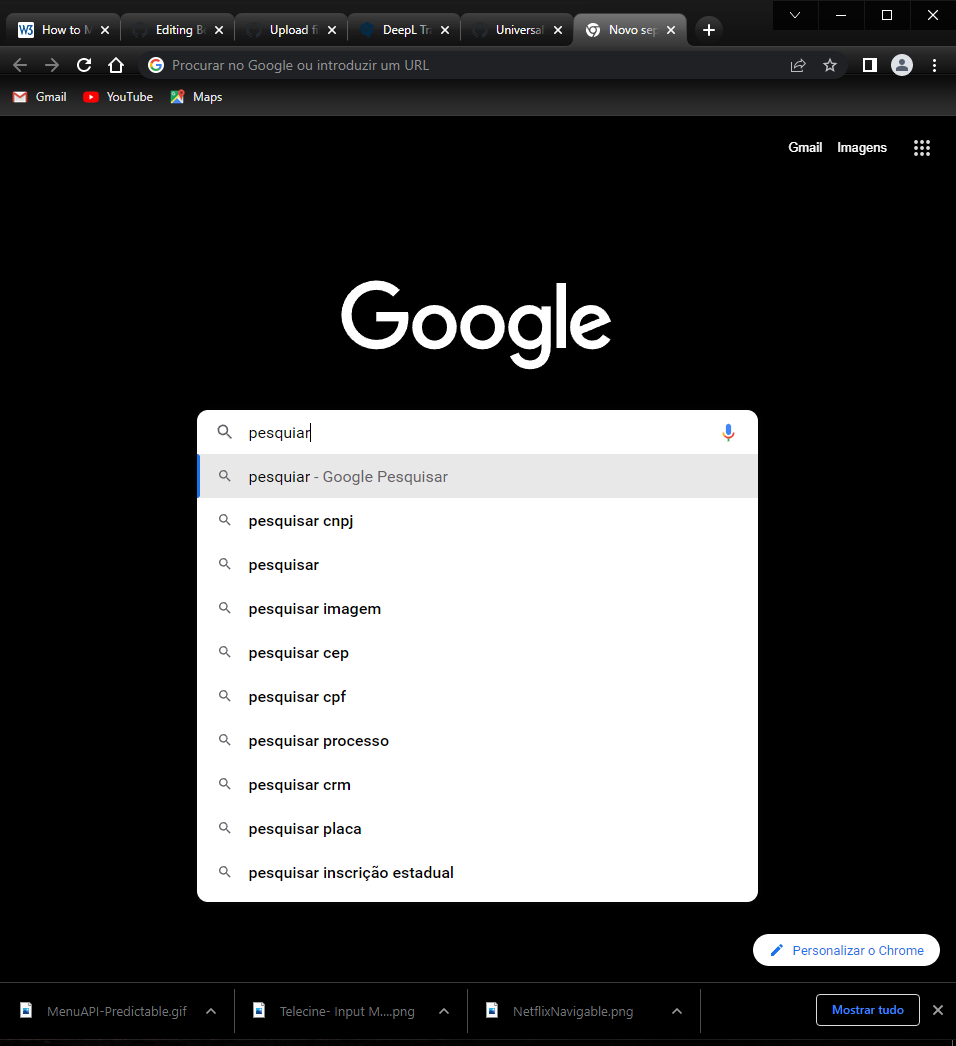 How to M
Editing Be
Upload fi
DeepL Tra
Universal
Novo sep
Procurar no Google ou introduzir um URL
Gmail
YouTube
Maps
Gmail
Imagens
Google
pesquiar
pesquiar - Google Pesquisar
pesquisar cnpj
pesquisar
pesquisar imagem
pesquisar cep
pesquisar cpf
pesquisar processo
pesquisar crm
pesquisar placa
pesquisar inscrição estadual
Personalizar o Chrome
MenuAPI-Predictable.gif
Telecine- Input M....png
NetflixNavigable.png
Mostrar tudo